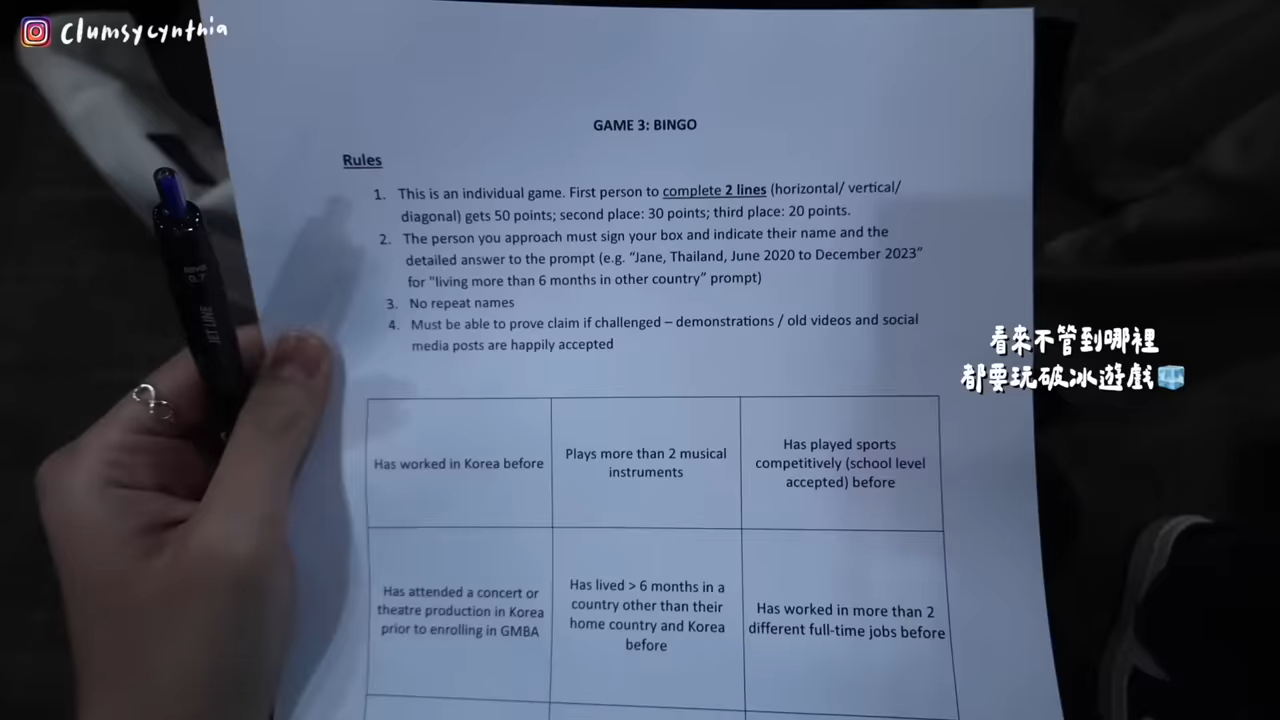 clumsycynthia
GAME 3: BINGO
Rules
1. This is an individual game. First person to complete 2 lines (horizontal/ vertical/
diagonal) gets 50 points; second place: 30 points; third place: 20 points.
2. The person you approach must sign your box and indicate their name and the
detailed answer to the prompt (e.g. “Jane, Thailand, June 2020 to December 2023”
for "living more than 6 months in other country” prompt)
3. No repeat names
4. Must be able to prove claim if challenged – demonstrations / old videos and social
media posts are happily accepted
看來不管到哪裡
都要玩破冰遊戲
Has worked in Korea before
Plays more than 2 musical
instruments
Has played sports
competitively (school level
accepted) before
Has attended a concert or
theatre production in Korea
prior to enrolling in GMBA
Has lived > 6 months in a
country other than their
home country and Korea
before
Has worked in more than 2
different full-time jobs before
0.7
JET LINE